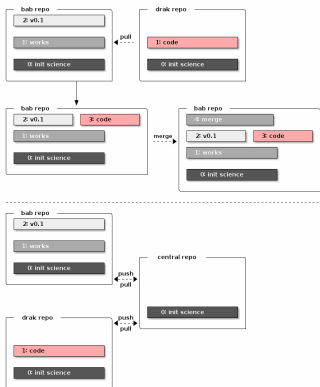 bab repo
drak repo
2: v0.1
1: works
pull
1: code
0: init science
0: init science
bab repo
2: v0.1
3: code
1: works
0: init science
merge
bab repo
4: merge
2: v0.1
3: code
1: works
0: init science
bab repo
2: v0.1
1: works
0: init science
central repo
push
pull
0: init science
drak repo
push
pull
1: code
0: init science